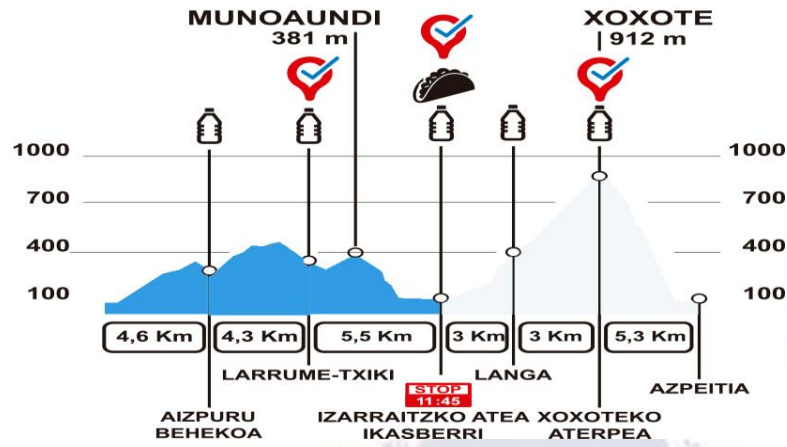 MUNOAUNDI
381 m
XOXOTE
912 m
1000 1000
700 700
400 400
100 100
4,6 Km 4,3 Km 5,5 Km 3 Km 3 Km 5,3 Km
LARRUME-TXIKI LANGA
AZPEITIA
STOP
11:45
AIZPURU
BEHEKOA
IZARRAITZKO ATEA
IKASBERRI
XOXOTEKO
ATERPEA